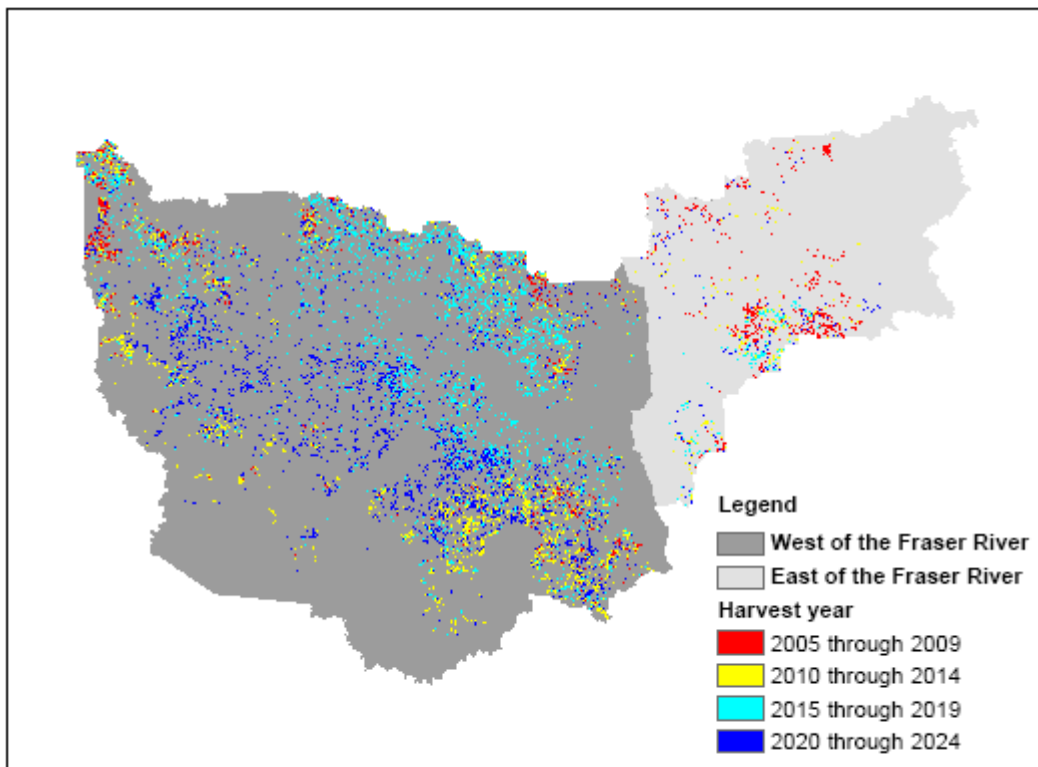 Legend
West of the Fraser River
East of the Fraser River
Harvest year
2005 through 2009
2010 through 2014
2015 through 2019
2020 through 2024